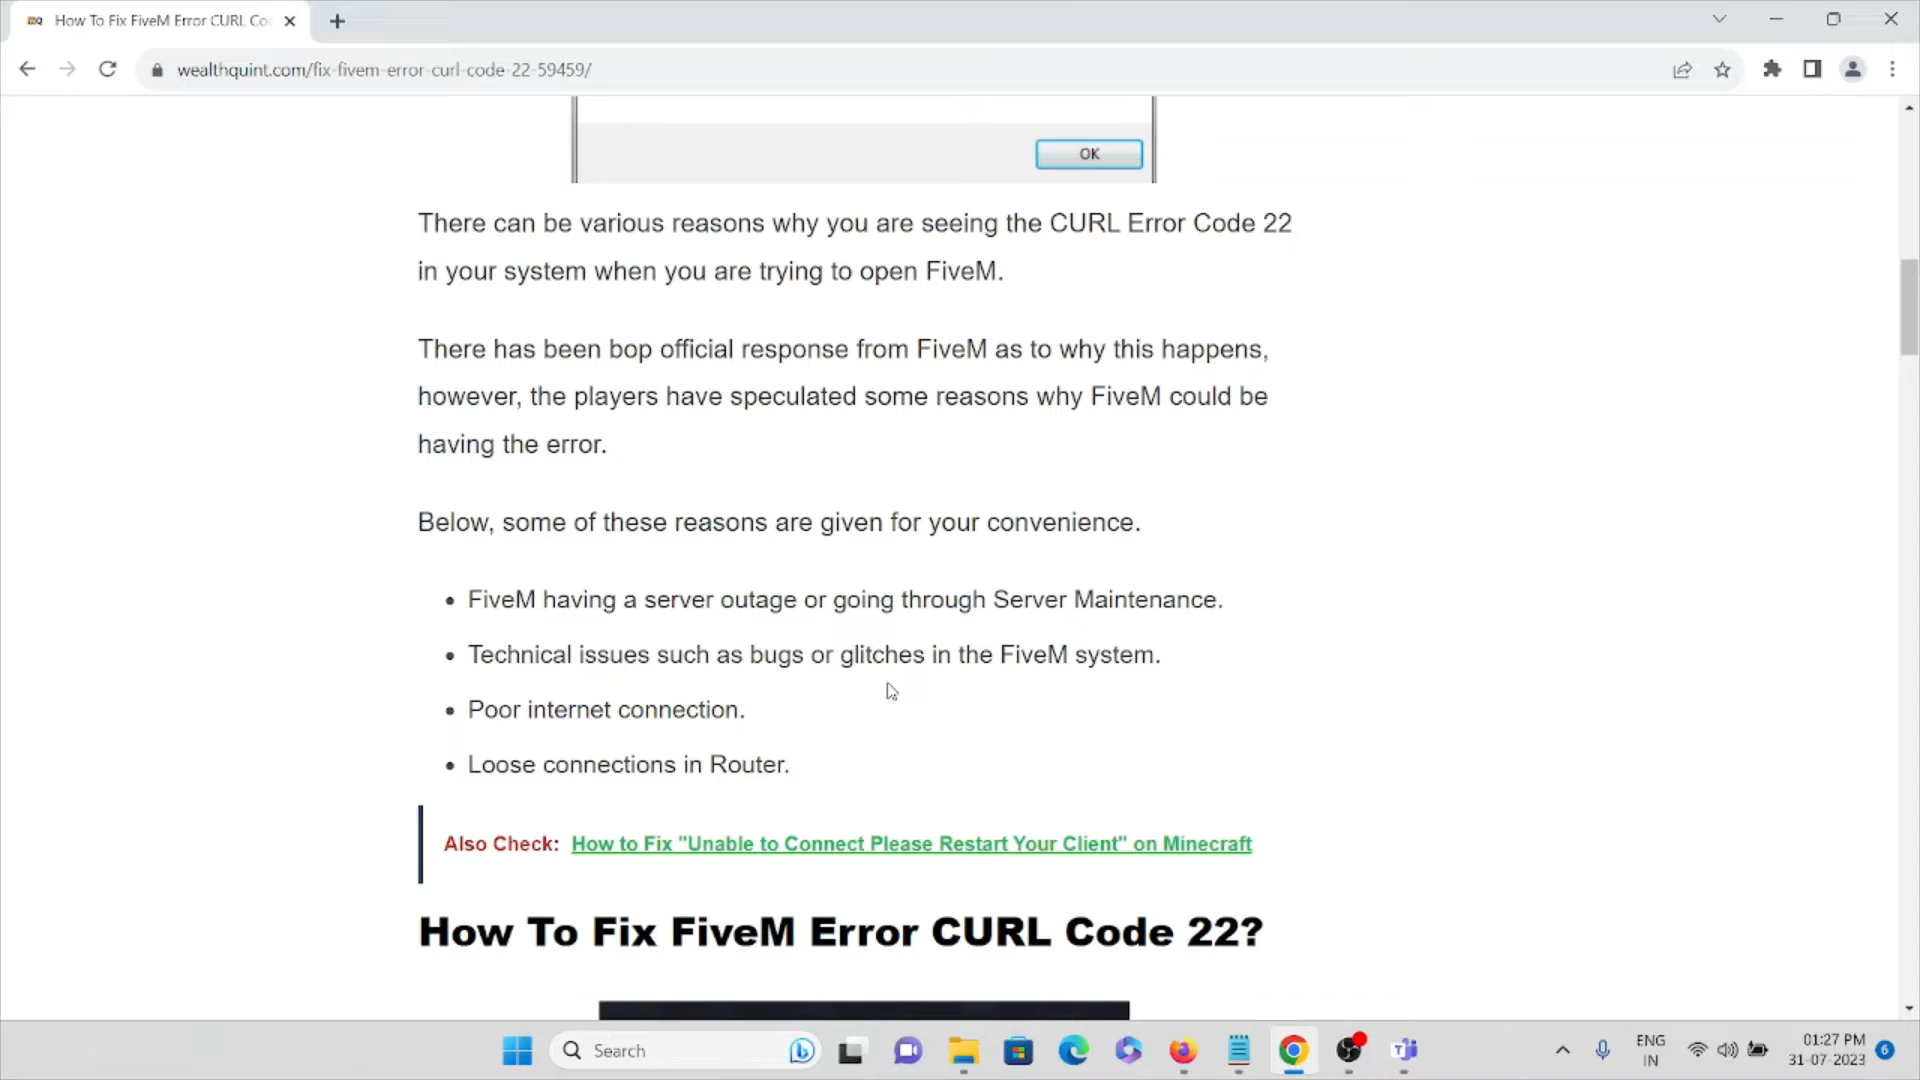 How To Fix FiveM Error CURL Co
wealthquint.com/fix-fivem-error-curl-code-22-59459/
OK
There can be various reasons why you are seeing the CURL Error Code 22
in your system when you are trying to open FiveM.
There has been bop official response from FiveM as to why this happens,
however, the players have speculated some reasons why FiveM could be
having the error.
Below, some of these reasons are given for your convenience.
• FiveM having a server outage or going through Server Maintenance.
• Technical issues such as bugs or glitches in the FiveM system.
• Poor internet connection.
• Loose connections in Router.
Also Check: How to Fix "Unable to Connect Please Restart Your Client" on Minecraft
How To Fix FiveM Error CURL Code 22?
Search
ENG
IN
01:27 PM
31-07-2023
6